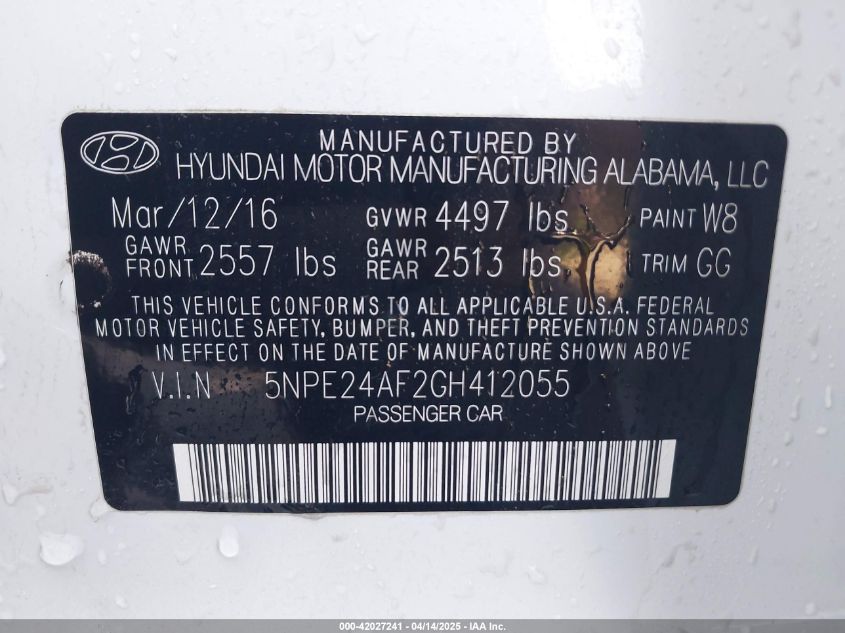 MANUFACTURED BY
HYUNDAI MOTOR MANUFACTURING ALABAMA, LLC
Mar/12/16 GVWR 4497 lbs PAINT W8
GAWR FRONT 2557 lbs GAWR REAR 2513 lbs TRIM GG
THIS VEHICLE CONFORMS TO ALL APPLICABLE U.S.A. FEDERAL
MOTOR VEHICLE SAFETY, BUMPER, AND THEFT PREVENTION STANDARDS
IN EFFECT ON THE DATE OF MANUFACTURE SHOWN ABOVE
V.I.N 5NPE24AF2GH412055
PASSENGER CAR
000-42027241 - 04/14/2025 - IAA Inc.